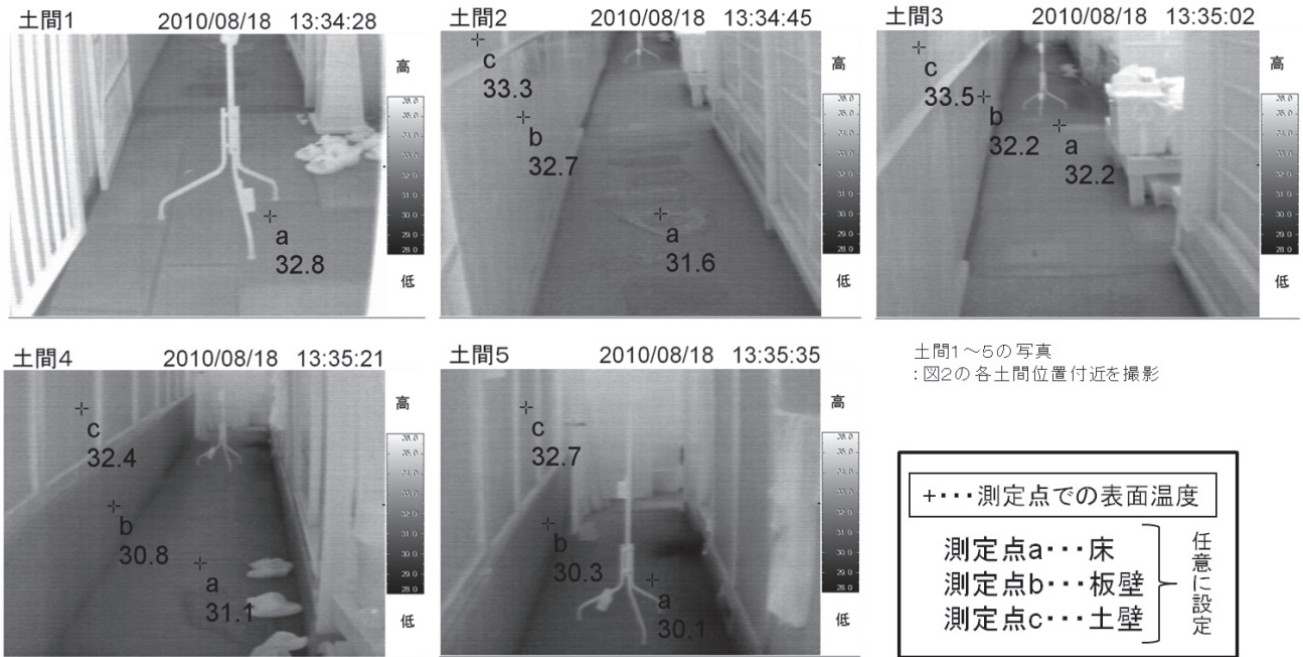 土間1 2010/08/18 13:34:28
高
低
a
32.8
土間2 2010/08/18 13:34:45
高
低
c
33.3
b
32.7
a
31.6
土間3 2010/08/18 13:35:02
高
低
c
33.5
b
32.2
a
32.2
土間4 2010/08/18 13:35:21
高
低
c
32.4
b
30.8
a
31.1
土間5 2010/08/18 13:35:35
高
低
c
32.7
b
30.3
a
30.1
土間1～5の写真
:図2の各土間位置付近を撮影
+・・・測定点での表面温度
測定点a・・・床
測定点b・・・板壁
測定点c・・・土壁
任意に設定